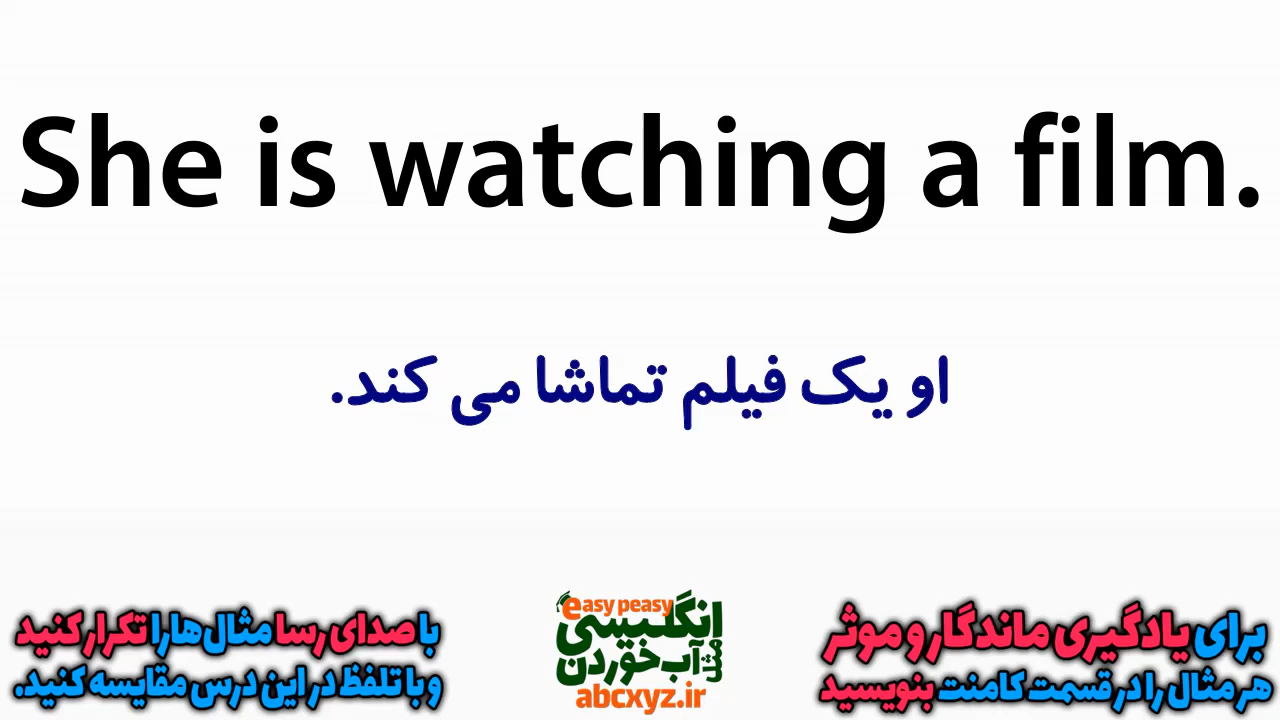 She is watching a film.
او یک فیلم تماشا می کند.
برای یادگیری ماندگار و موثر
هر مثال را در قسمت کامنت بنویسید
easy peasy
انگلیسی
مثل آب خوردن
abcxyz.ir
با صدای رسا مثال‌ها را تکرار کنید
و با تلفظ در این درس مقایسه کنید.